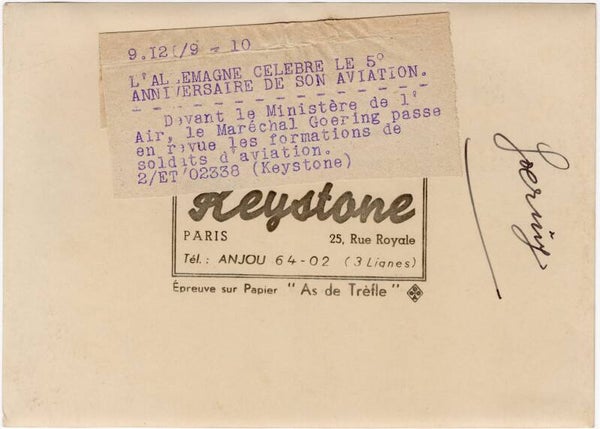 9.12(/9 - 10
L'ALLEMAGNE CELEBRE LE 5°
ANNIVERSAIRE DE SON AVIATION.
- - - - - - - - - - - - - - -
Devant le Ministère de l'
Air, le Maréchal Goering passe
en revue les formations de
soldats d'aviation.
2/ET 02338 (Keystone)
Keystone
PARIS 25, Rue Royale
Tél.: ANJOU 64-02 (3 Lignes)
Épreuve sur Papier "As de Trèfle"
Goering